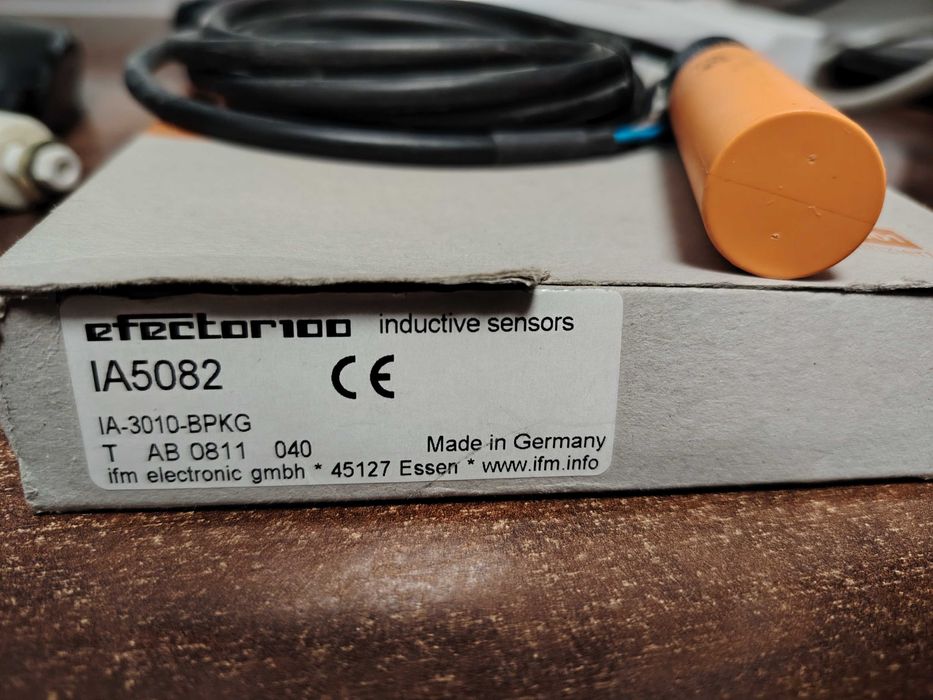 efector100 inductive sensors
IA5082
CE
IA-3010-BPKG
T AB 0811 040
Made in Germany
ifm electronic gmbh * 45127 Essen * www.ifm.info